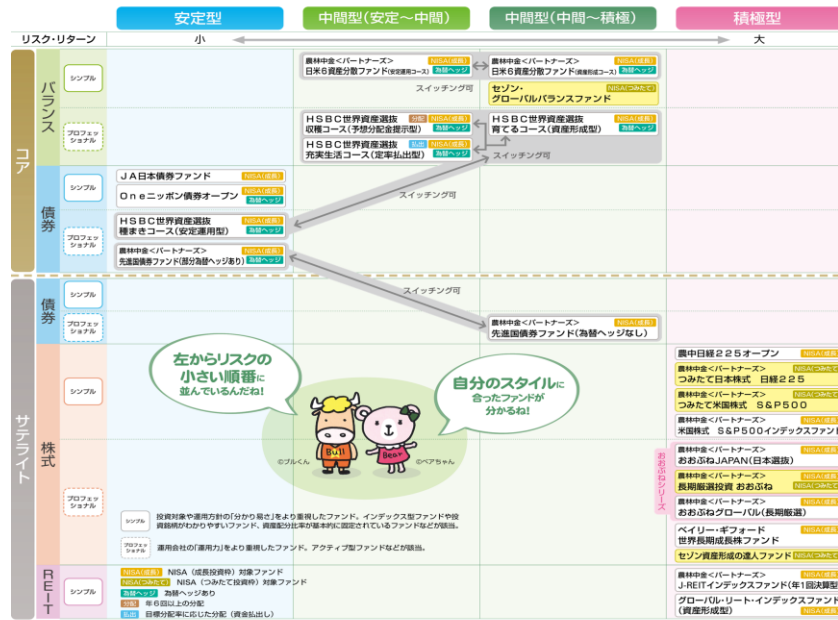 安定型
中間型(安定～中間)
中間型(中間～積極)
積極型
リスク・リターン
小
大
コア
バランス
シンプル
農林中金<パートナーズ> NISA(成長)
日米6資産分散ファンド(安定運用コース) 為替ヘッジ
農林中金<パートナーズ> NISA(成長)
日米6資産分散ファンド(資産形成コース) 為替ヘッジ
スイッチング可
セゾン・ NISA(つみたて)
グローバルバランスファンド
プロフェッ
ショナル
HSBC世界資産選抜 分配 NISA(成長)
収穫コース(予想分配金提示型) 為替ヘッジ
HSBC世界資産選抜 払出 NISA(成長)
充実生活コース(定率払出型) 為替ヘッジ
HSBC世界資産選抜 NISA(成長)
育てるコース(資産形成型) 為替ヘッジ
スイッチング可
債券
シンプル
JA日本債券ファンド NISA(成長)
Oneニッポン債券オープン NISA(成長)
為替ヘッジ
スイッチング可
プロフェッ
ショナル
HSBC世界資産選抜 NISA(成長)
種まきコース(安定運用型) 為替ヘッジ
農林中金<パートナーズ> NISA(成長)
先進国債券ファンド(部分為替ヘッジあり) 為替ヘッジ
サテライト
債券
シンプル
スイッチング可
プロフェッ
ショナル
農林中金<パートナーズ> NISA(成長)
先進国債券ファンド(為替ヘッジなし)
株式
シンプル
農中日経225オープン NISA(成長
農林中金<パートナーズ> NISA(つみたて
つみたて日本株式 日経225
農林中金<パートナーズ> NISA(つみたて
つみたて米国株式 S&P500
農林中金<パートナーズ> NISA(成長
米国株式 S&P500インデックスファンド
左からリスクの
小さい順番に
並んでいるんだね!
自分のスタイルに
合ったファンドが
分かるね!
Bull
Bear
©ブルくん
©ベアちゃん
プロフェッ
ショナル
おおぶねシリーズ
農林中金<パートナーズ> NISA(成長
おおぶねJAPAN(日本選抜)
農林中金<パートナーズ> NISA(成長
長期厳選投資 おおぶね NISA(つみたて
農林中金<パートナーズ> NISA(成長
おおぶねグローバル(長期厳選)
ベイリー・ギフォード NISA(成長
世界長期成長株ファンド
セゾン資産形成の達人ファンド NISA(つみたて
シンプル
投資対象や運用方針の「分かり易さ」をより重視したファンド。インデックス型ファンドや投
資銘柄がわかりやすいファンド、資産配分比率が基本的に固定されているファンドなどが該当。
プロフェッ
ショナル
運用会社の「運用力」をより重視したファンド。アクティブ型ファンドなどが該当。
REIT
シンプル
農林中金<パートナーズ> NISA(成長
J-REITインデックスファンド(年1回決算型
グローバル・リート・インデックスファンド
(資産形成型) NISA(成長
NISA(成長) NISA(成長投資枠)対象ファンド
NISA(つみたて) NISA(つみたて投資枠)対象ファンド
為替ヘッジ 為替ヘッジあり
分配 年6回以上の分配
払出 目標分配率に応じた分配(資金払出し)